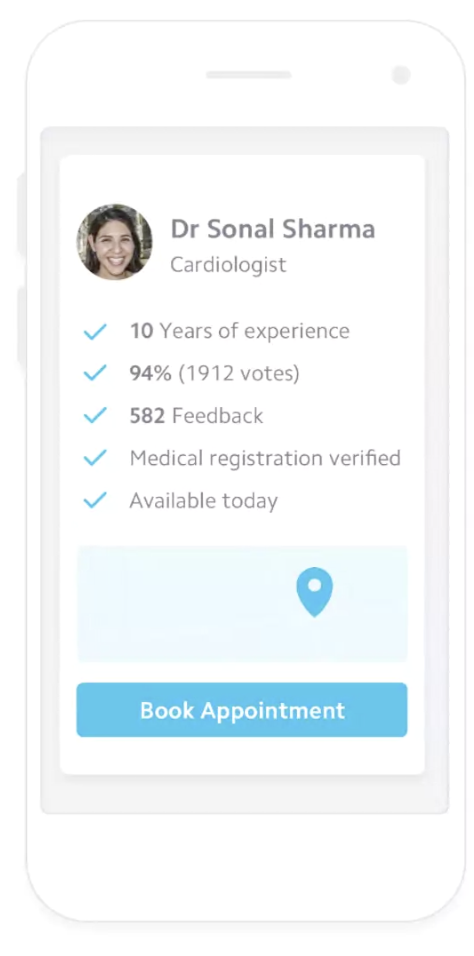 Dr Sonal Sharma
Cardiologist
10 Years of experience
94% (1912 votes)
582 Feedback
Medical registration verified
Available today
Book Appointment